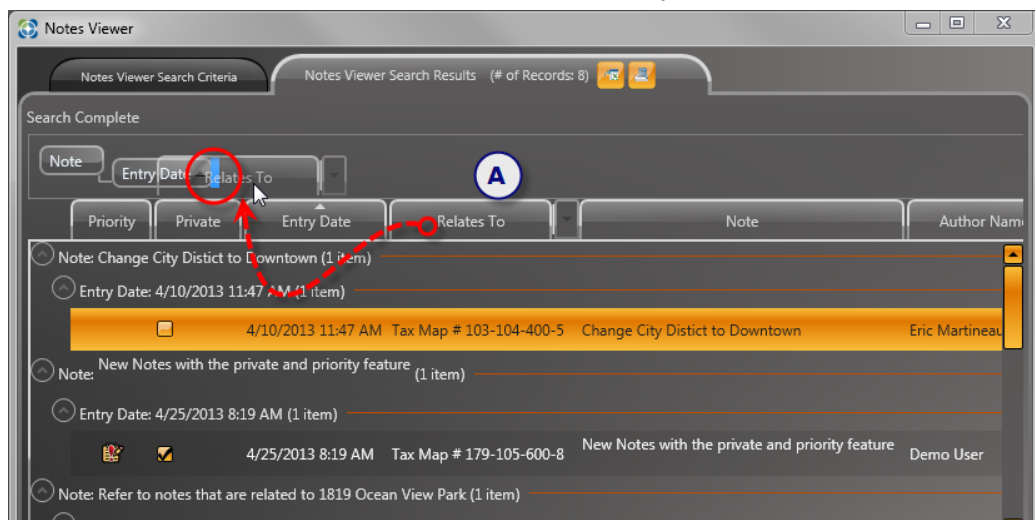 Notes Viewer
Notes Viewer Search Criteria
Notes Viewer Search Results (# of Records: 8)
Search Complete
Note
Entry Date
Relates To
A
Priority Private Entry Date Relates To Note Author Nam
Note: Change City Distict to Downtown (1 item)
Entry Date: 4/10/2013 11:47 AM (1 item)
4/10/2013 11:47 AM Tax Map # 103-104-400-5 Change City Distict to Downtown Eric Martineau
Note: New Notes with the private and priority feature (1 item)
Entry Date: 4/25/2013 8:19 AM (1 item)
4/25/2013 8:19 AM Tax Map # 179-105-600-8 New Notes with the private and priority feature Demo User
Note: Refer to notes that are related to 1819 Ocean View Park (1 item)